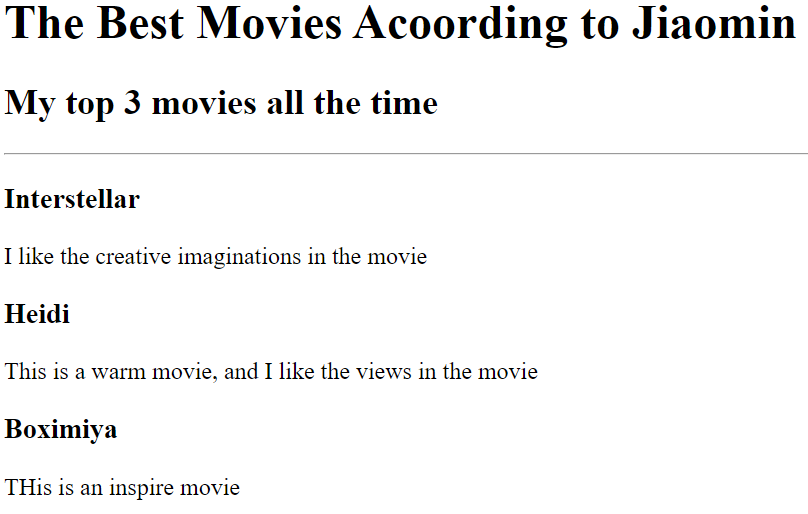 The Best Movies Acoording to Jiaomin
My top 3 movies all the time
Interstellar
I like the creative imaginations in the movie
Heidi
This is a warm movie, and I like the views in the movie
Boximiya
THis is an inspire movie